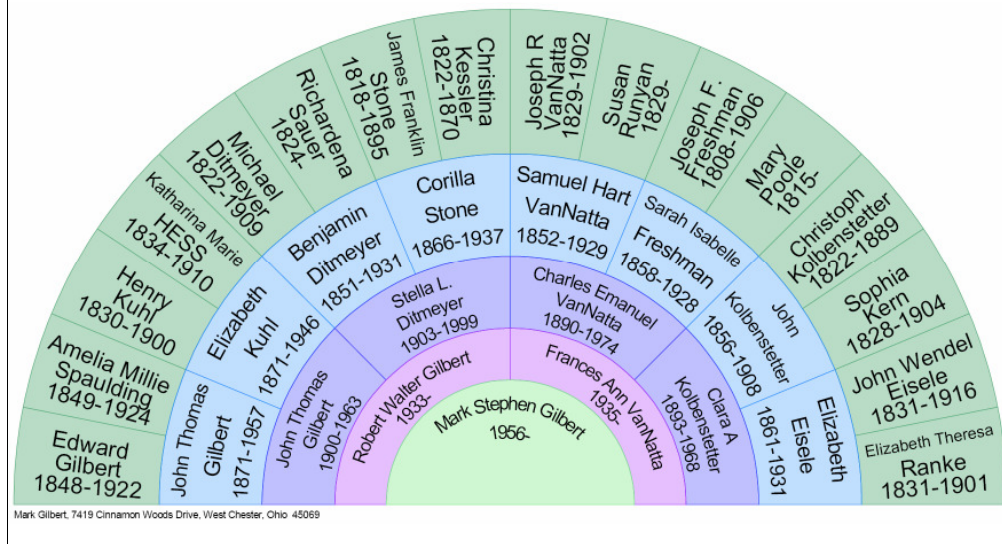 Christina
Kessler
1822-1870
Joseph R
VanNatta
1829-1902
James Franklin
Stone
1818-1895
Susan
Runyan
1829-
Richardena
Sauer
1824-
Joseph F.
Freshman
1808-1906
Michael
Ditmeyer
1822-1909
Mary
Poole
1815-
Katharina Marie
HESS
1834-1910
Christoph
Kolbenstetter
1822-1889
Henry
Kuhl
1830-1900
Sophia
Kern
1828-1904
Amelia Millie
Spaulding
1849-1924
John Wendel
Eisele
1831-1916
Edward
Gilbert
1848-1922
Elizabeth Theresa
Ranke
1831-1901
John Thomas
Gilbert
1871-1957
Elizabeth
Kuhl
1871-1946
Benjamin
Ditmeyer
1851-1931
Corilla
Stone
1866-1937
Samuel Hart
VanNatta
1852-1929
Sarah Isabelle
Freshman
1858-1928
John
Kolbenstetter
1856-1908
Elizabeth
Eisele
1861-1931
John Thomas
Gilbert
1900-1963
Stella L.
Ditmeyer
1903-1999
Charles Emanuel
VanNatta
1890-1974
Clara A
Kolbenstetter
1893-1968
Robert Walter Gilbert
1933-
Frances Ann VanNatta
1935-
Mark Stephen Gilbert
1956-
Mark Gilbert, 7419 Cinnamon Woods Drive, West Chester, Ohio 45069